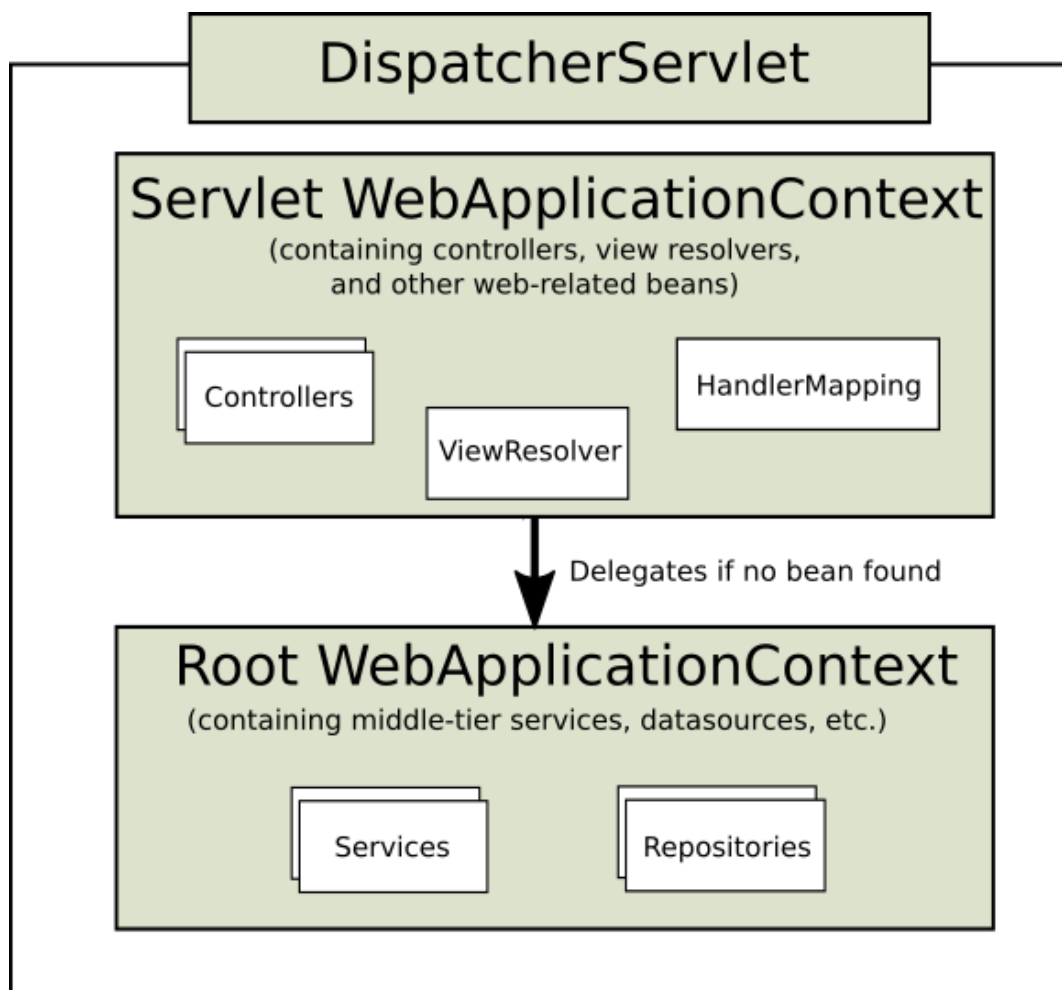 DispatcherServlet
Servlet WebApplicationContext
(containing controllers, view resolvers,
and other web-related beans)
Controllers
HandlerMapping
ViewResolver
Delegates if no bean found
Root WebApplicationContext
(containing middle-tier services, datasources, etc.)
Services
Repositories